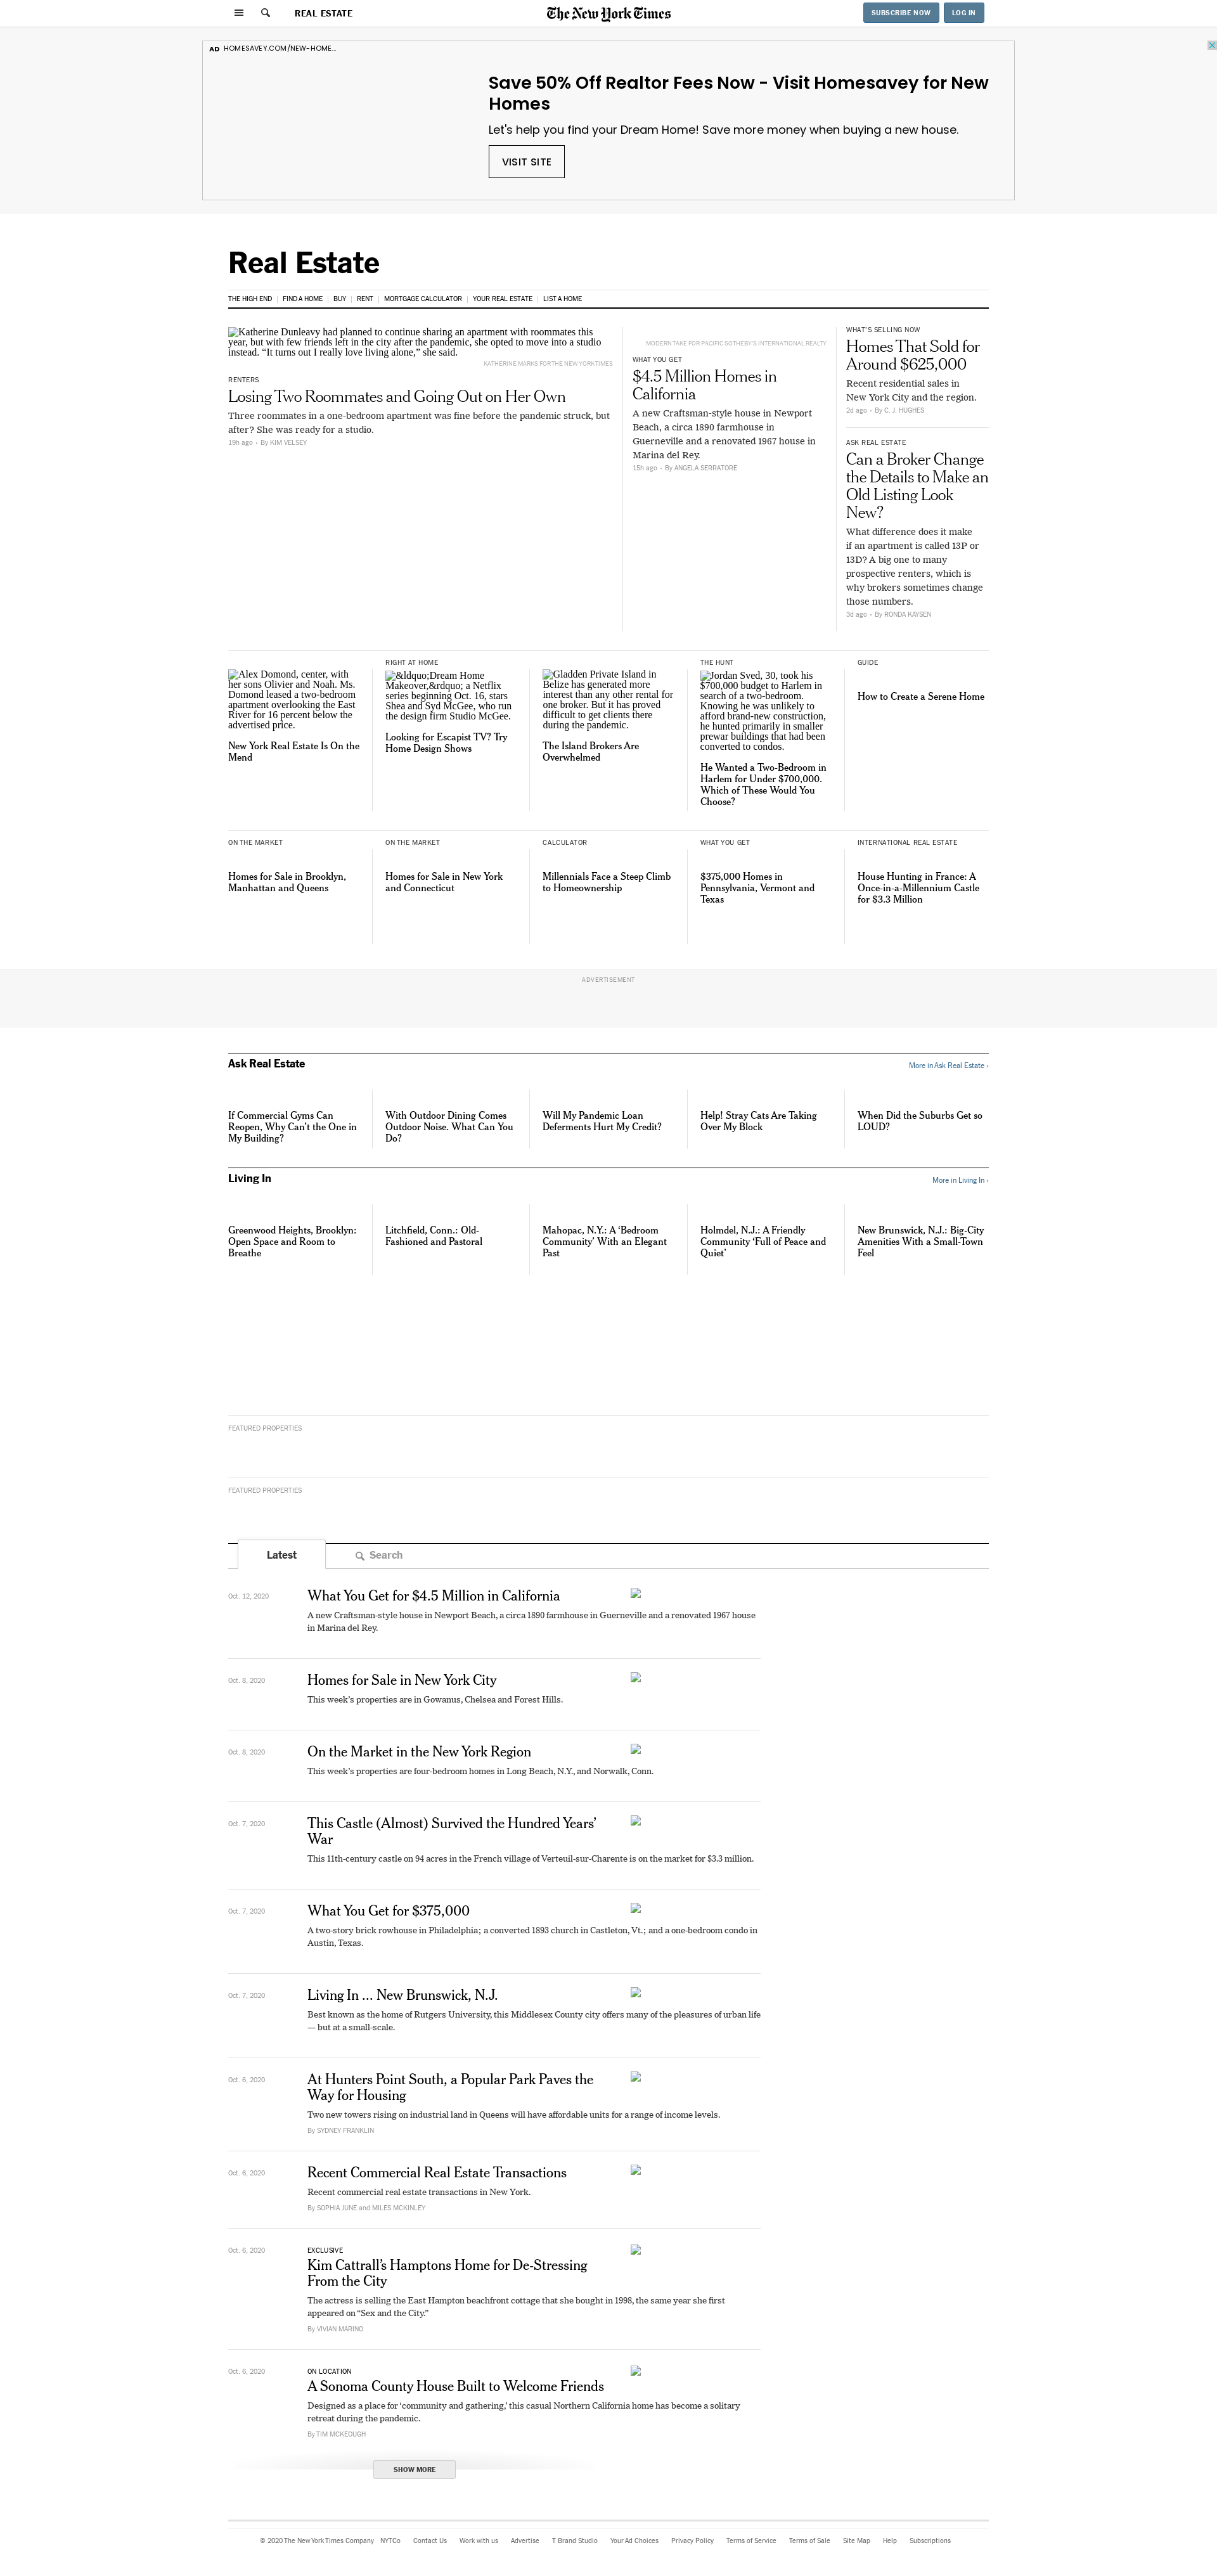 REAL ESTATE
The New York Times
SUBSCRIBE NOW
LOG IN
AD HOMESAVEY.COM/NEW-HOME...
Save 50% Off Realtor Fees Now - Visit Homesavey for New
Homes
Let's help you find your Dream Home! Save more money when buying a new house.
VISIT SITE
Real Estate
THE HIGH END | FIND A HOME | BUY | RENT | MORTGAGE CALCULATOR | YOUR REAL ESTATE | LIST A HOME
Katherine Dunleavy had planned to continue sharing an apartment with roommates this
year, but with few friends left in the city after the pandemic, she opted to move into a studio
instead. “It turns out I really love living alone,” she said.
KATHERINE MARKS FOR THE NEW YORK TIMES
RENTERS
Losing Two Roommates and Going Out on Her Own
Three roommates in a one-bedroom apartment was fine before the pandemic struck, but
after? She was ready for a studio.
19h ago - By KIM VELSEY
MODERN TAKE FOR PACIFIC SOTHEBY'S INTERNATIONAL REALTY
WHAT YOU GET
$4.5 Million Homes in
California
A new Craftsman-style house in Newport
Beach, a circa 1890 farmhouse in
Guerneville and a renovated 1967 house in
Marina del Rey.
15h ago - By ANGELA SERRATORE
WHAT'S SELLING NOW
Homes That Sold for
Around $625,000
Recent residential sales in
New York City and the region.
2d ago - By C. J. HUGHES
ASK REAL ESTATE
Can a Broker Change
the Details to Make an
Old Listing Look
New?
What difference does it make
if an apartment is called 13P or
13D? A big one to many
prospective renters, which is
why brokers sometimes change
those numbers.
3d ago - By RONDA KAYSEN
Alex Domond, center, with
her sons Olivier and Noah. Ms.
Domond leased a two-bedroom
apartment overlooking the East
River for 16 percent below the
advertised price.
New York Real Estate Is On the
Mend
RIGHT AT HOME
&ldquo;Dream Home
Makeover,&rdquo; a Netflix
series beginning Oct. 16, stars
Shea and Syd McGee, who run
the design firm Studio McGee.
Looking for Escapist TV? Try
Home Design Shows
Gladden Private Island in
Belize has generated more
interest than any other rental for
one broker. But it has proved
difficult to get clients there
during the pandemic.
The Island Brokers Are
Overwhelmed
THE HUNT
Jordan Sved, 30, took his
$700,000 budget to Harlem in
search of a two-bedroom.
Knowing he was unlikely to
afford brand-new construction,
he hunted primarily in smaller
prewar buildings that had been
converted to condos.
He Wanted a Two-Bedroom in
Harlem for Under $700,000.
Which of These Would You
Choose?
GUIDE
How to Create a Serene Home
ON THE MARKET
Homes for Sale in Brooklyn,
Manhattan and Queens
ON THE MARKET
Homes for Sale in New York
and Connecticut
CALCULATOR
Millennials Face a Steep Climb
to Homeownership
WHAT YOU GET
$375,000 Homes in
Pennsylvania, Vermont and
Texas
INTERNATIONAL REAL ESTATE
House Hunting in France: A
Once-in-a-Millennium Castle
for $3.3 Million
ADVERTISEMENT
Ask Real Estate
More in Ask Real Estate ›
If Commercial Gyms Can
Reopen, Why Can’t the One in
My Building?
With Outdoor Dining Comes
Outdoor Noise. What Can You
Do?
Will My Pandemic Loan
Deferments Hurt My Credit?
Help! Stray Cats Are Taking
Over My Block
When Did the Suburbs Get so
LOUD?
Living In
More in Living In ›
Greenwood Heights, Brooklyn:
Open Space and Room to
Breathe
Litchfield, Conn.: Old-
Fashioned and Pastoral
Mahopac, N.Y.: A ‘Bedroom
Community’ With an Elegant
Past
Holmdel, N.J.: A Friendly
Community ‘Full of Peace and
Quiet’
New Brunswick, N.J.: Big-City
Amenities With a Small-Town
Feel
FEATURED PROPERTIES
FEATURED PROPERTIES
Latest
Search
Oct. 12, 2020
What You Get for $4.5 Million in California
A new Craftsman-style house in Newport Beach, a circa 1890 farmhouse in Guerneville and a renovated 1967 house
in Marina del Rey.
Oct. 8, 2020
Homes for Sale in New York City
This week’s properties are in Gowanus, Chelsea and Forest Hills.
Oct. 8, 2020
On the Market in the New York Region
This week’s properties are four-bedroom homes in Long Beach, N.Y., and Norwalk, Conn.
Oct. 7, 2020
This Castle (Almost) Survived the Hundred Years’
War
This 11th-century castle on 94 acres in the French village of Verteuil-sur-Charente is on the market for $3.3 million.
Oct. 7, 2020
What You Get for $375,000
A two-story brick rowhouse in Philadelphia; a converted 1893 church in Castleton, Vt.; and a one-bedroom condo in
Austin, Texas.
Oct. 7, 2020
Living In ... New Brunswick, N.J.
Best known as the home of Rutgers University, this Middlesex County city offers many of the pleasures of urban life
— but at a small-scale.
Oct. 6, 2020
At Hunters Point South, a Popular Park Paves the
Way for Housing
Two new towers rising on industrial land in Queens will have affordable units for a range of income levels.
By SYDNEY FRANKLIN
Oct. 6, 2020
Recent Commercial Real Estate Transactions
Recent commercial real estate transactions in New York.
By SOPHIA JUNE and MILES MCKINLEY
Oct. 6, 2020
EXCLUSIVE
Kim Cattrall’s Hamptons Home for De-Stressing
From the City
The actress is selling the East Hampton beachfront cottage that she bought in 1998, the same year she first
appeared on “Sex and the City.”
By VIVIAN MARINO
Oct. 6, 2020
ON LOCATION
A Sonoma County House Built to Welcome Friends
Designed as a place for ‘community and gathering,’ this casual Northern California home has become a solitary
retreat during the pandemic.
By TIM MCKEOUGH
SHOW MORE
© 2020 The New York Times Company NYTCo Contact Us Work with us Advertise T Brand Studio Your Ad Choices Privacy Policy Terms of Service Terms of Sale Site Map Help Subscriptions